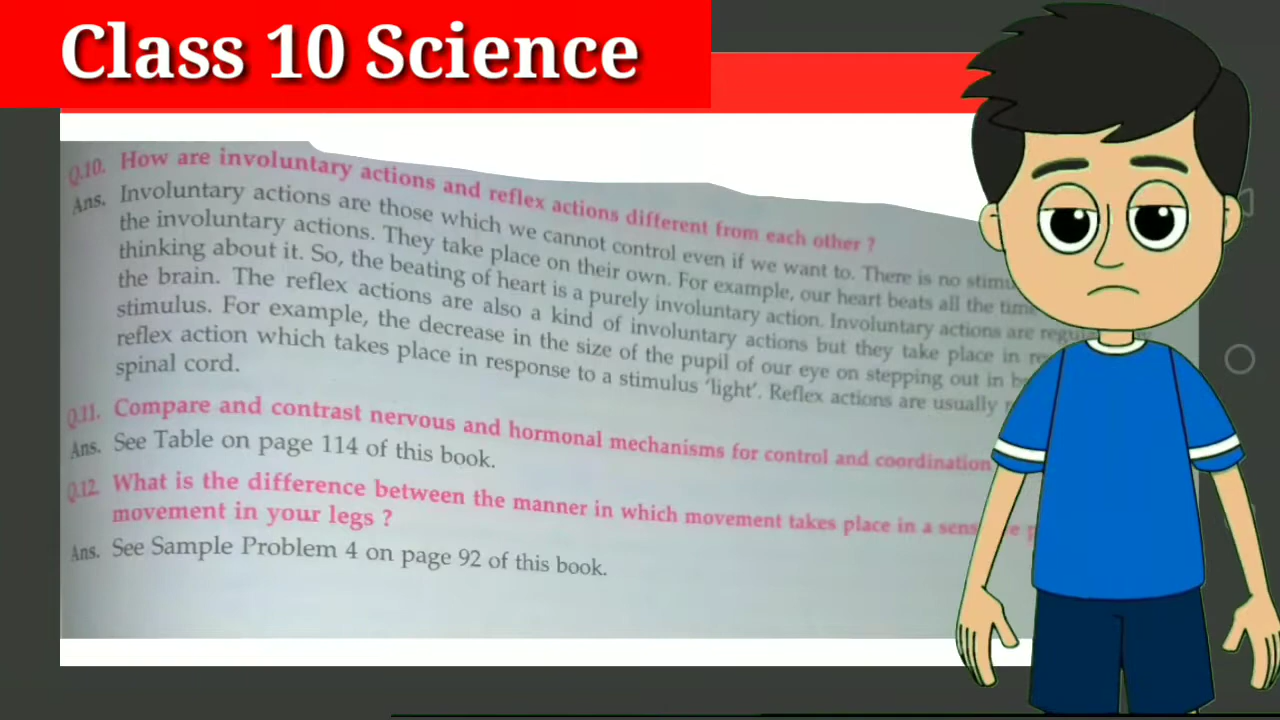 Class 10 Science
Q.10. How are involuntary actions and reflex actions different from each other ?
Ans. Involuntary actions are those which we cannot control even if we want to. There is no
the involuntary actions. They take place on their own. For example, our heart beats all the
thinking about it. So, the beating of heart is a purely involuntary action. Involuntary actions are
the brain. The reflex actions are also a kind of involuntary actions but they take place in
stimulus. For example, the decrease in the size of the pupil of our eye on stepping out in
reflex action which takes place in response to a stimulus ‘light’. Reflex actions are usually
spinal cord.
Q.11. Compare and contrast nervous and hormonal mechanisms for control and coordination
Ans. See Table on page 114 of this book.
Q.12. What is the difference between the manner in which movement takes place in a
movement in your legs ?
Ans. See Sample Problem 4 on page 92 of this book.